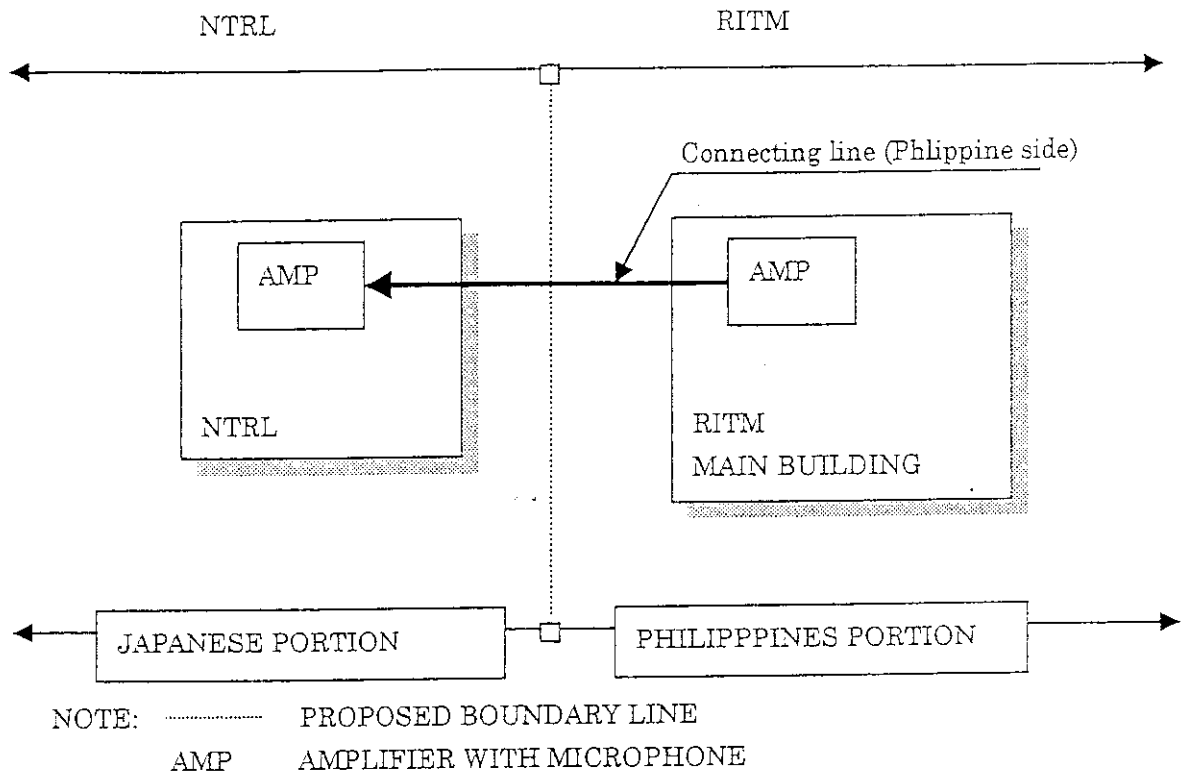 NTRL
RITM
Connecting line (Phlippine side)
AMP
AMP
NTRL
RITM
MAIN BUILDING
JAPANESE PORTION
PHILIPPPINES PORTION
NOTE: ............... PROPOSED BOUNDARY LINE
AMP AMPLIFIER WITH MICROPHONE